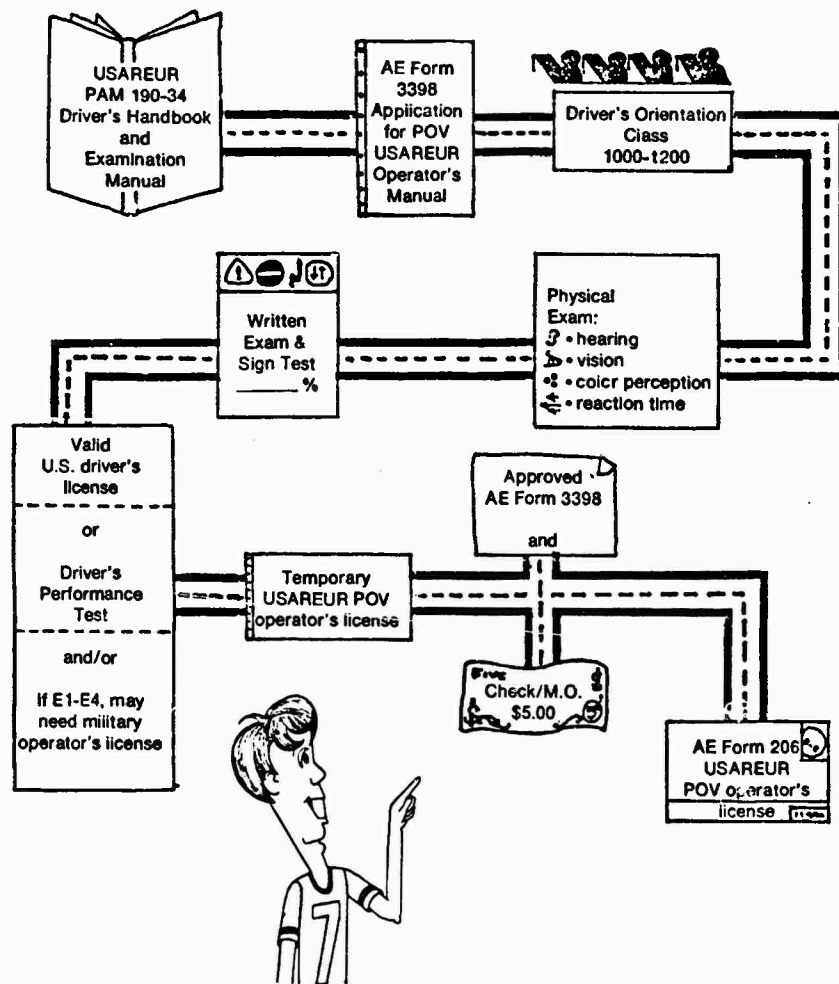 USAREUR
PAM 190-34
Driver's Handbook
and
Examination
Manual
AE Form
3398
Application
for POV
USAREUR
Operator's
Manual
Driver's Orientation
Class
1000-1200
Physical
Exam:
• hearing
• vision
• color perception
• reaction time
Written
Exam &
Sign Test
_____ %
Valid
U.S. driver's
license
or
Driver's
Performance
Test
and/or
If E1-E4, may
need military
operator's license
Temporary
USAREUR POV
operator's license
Approved
AE Form 3398
and
FIVE
Check/M.O.
$5.00
AE Form 206
USAREUR
POV operator's
license
7